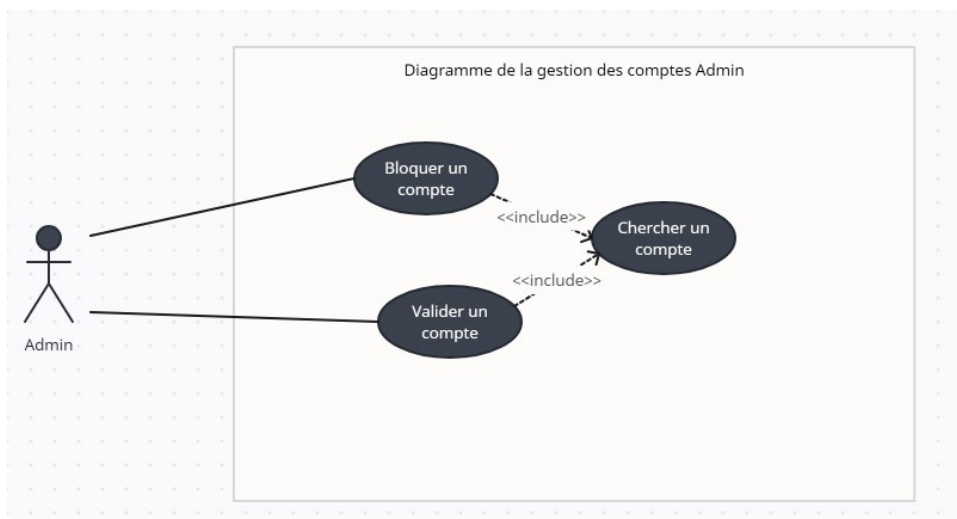 Diagramme de la gestion des comptes Admin
Bloquer un
compte
<<include>>
Chercher un
compte
<<include>>
Valider un
compte
Admin